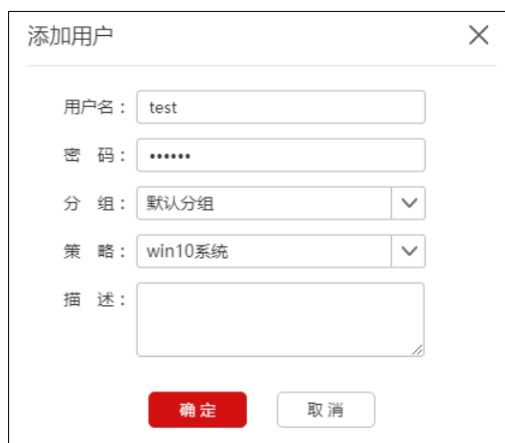 添加用户
用户名： test
密 码： ••••••
分 组： 默认分组
策 略： win10系统
描 述：
确 定 取 消